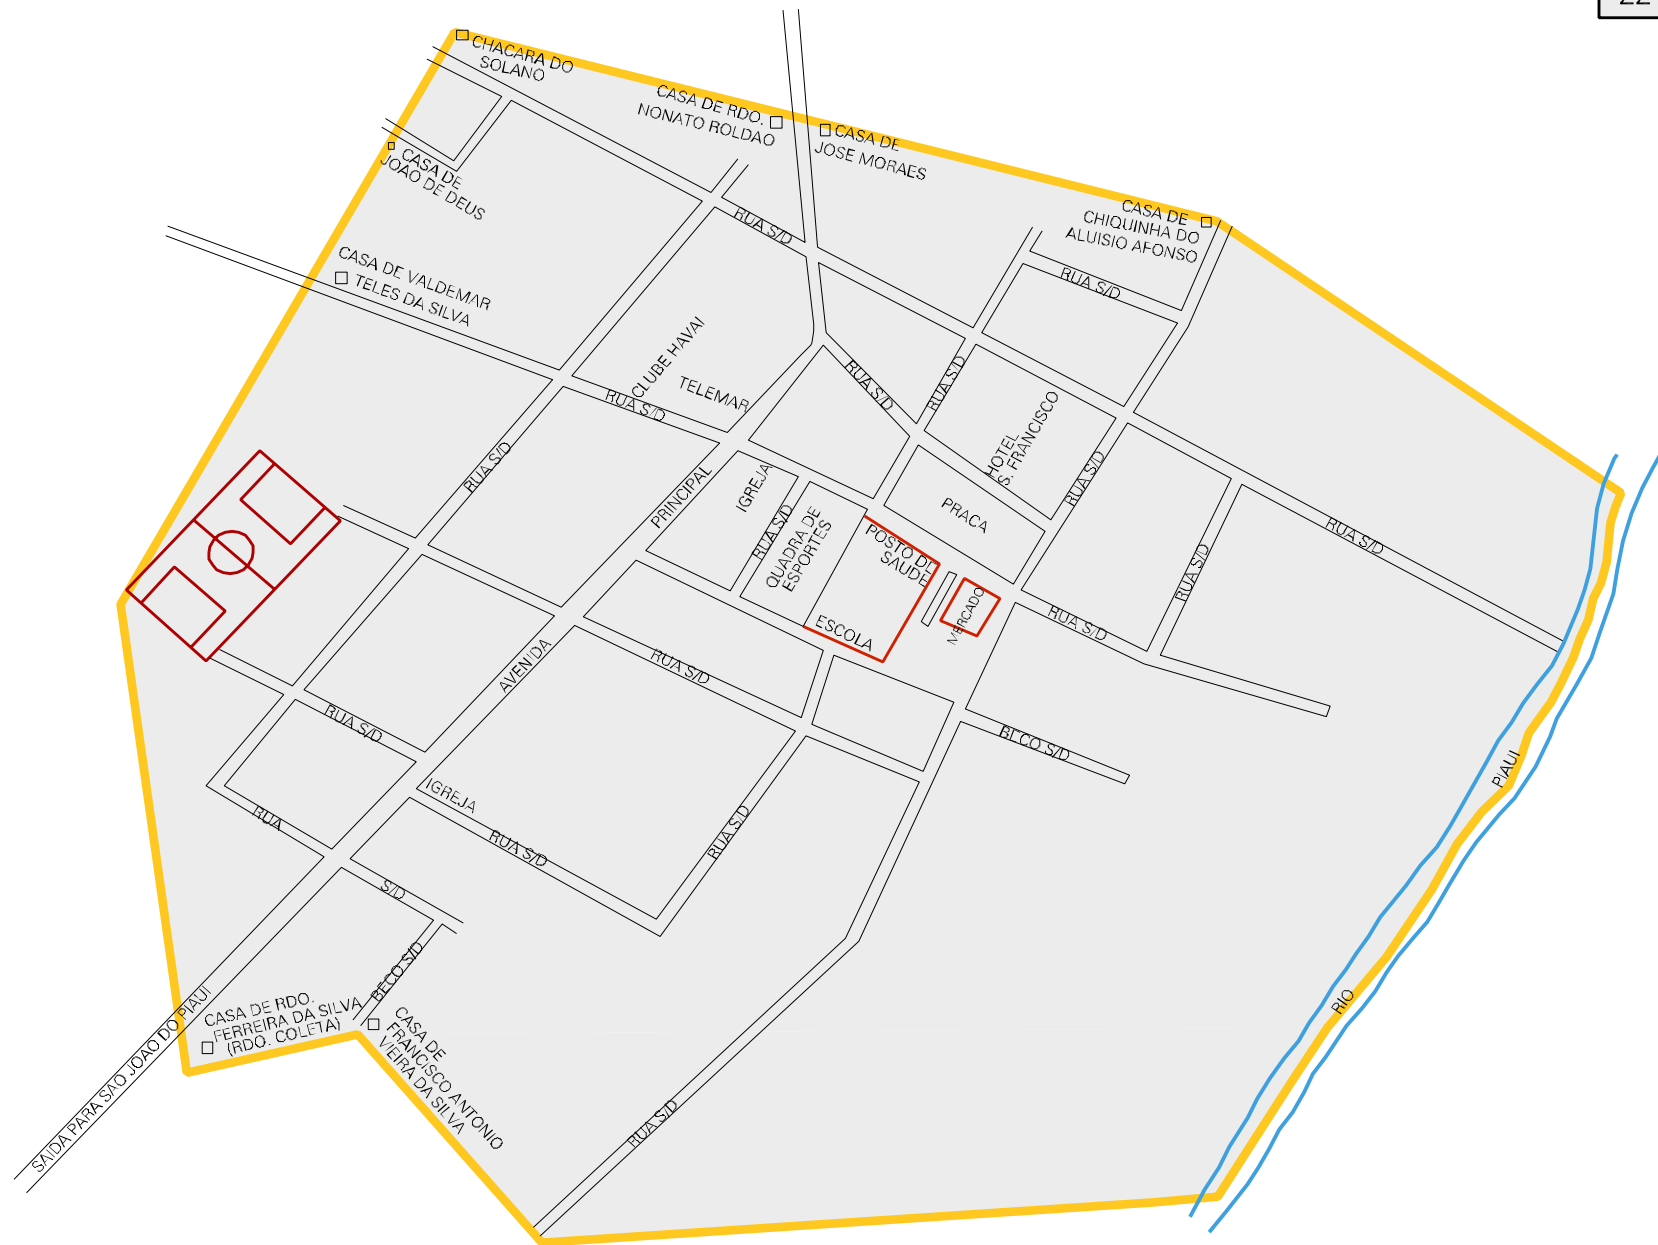 22
CHACARA DO
SOLANO
CASA DE RDO.
NONATO ROLDAO
CASA DE
JOSE MORAES
CASA DE
JOAO DE DEUS
CASA DE
CHIQUINHA DO
ALUISIO AFONSO
RUA S/D
RUA S/D
CASA DE VALDEMAR
TELES DA SILVA
CLUBE HAVAI
TELEMAR
RUA S/D
RUA S/D
RUA S/D
HOTEL
S. FRANCISCO
RUA S/D
RUA S/D
PRINCIPAL
IGREJA
RUA S/D
QUADRA DE
ESPORTES
PRACA
POSTO DE
SAUDE
RUA S/D
RUA S/D
MERCADO
RUA S/D
ESCOLA
AVENIDA
RUA S/D
RUA S/D
BECO S/D
PIAUI
IGREJA
RUA
RUA S/D
RUA S/D
S/D
BECO S/D
RIO
SAIDA PARA SAO JOAO DO PIAUI
CASA DE RDO.
FERREIRA DA SILVA
(RDO. COLETA)
CASA DE
FRANCISCO ANTONIO
VIEIRA DA SILVA
RUA S/D